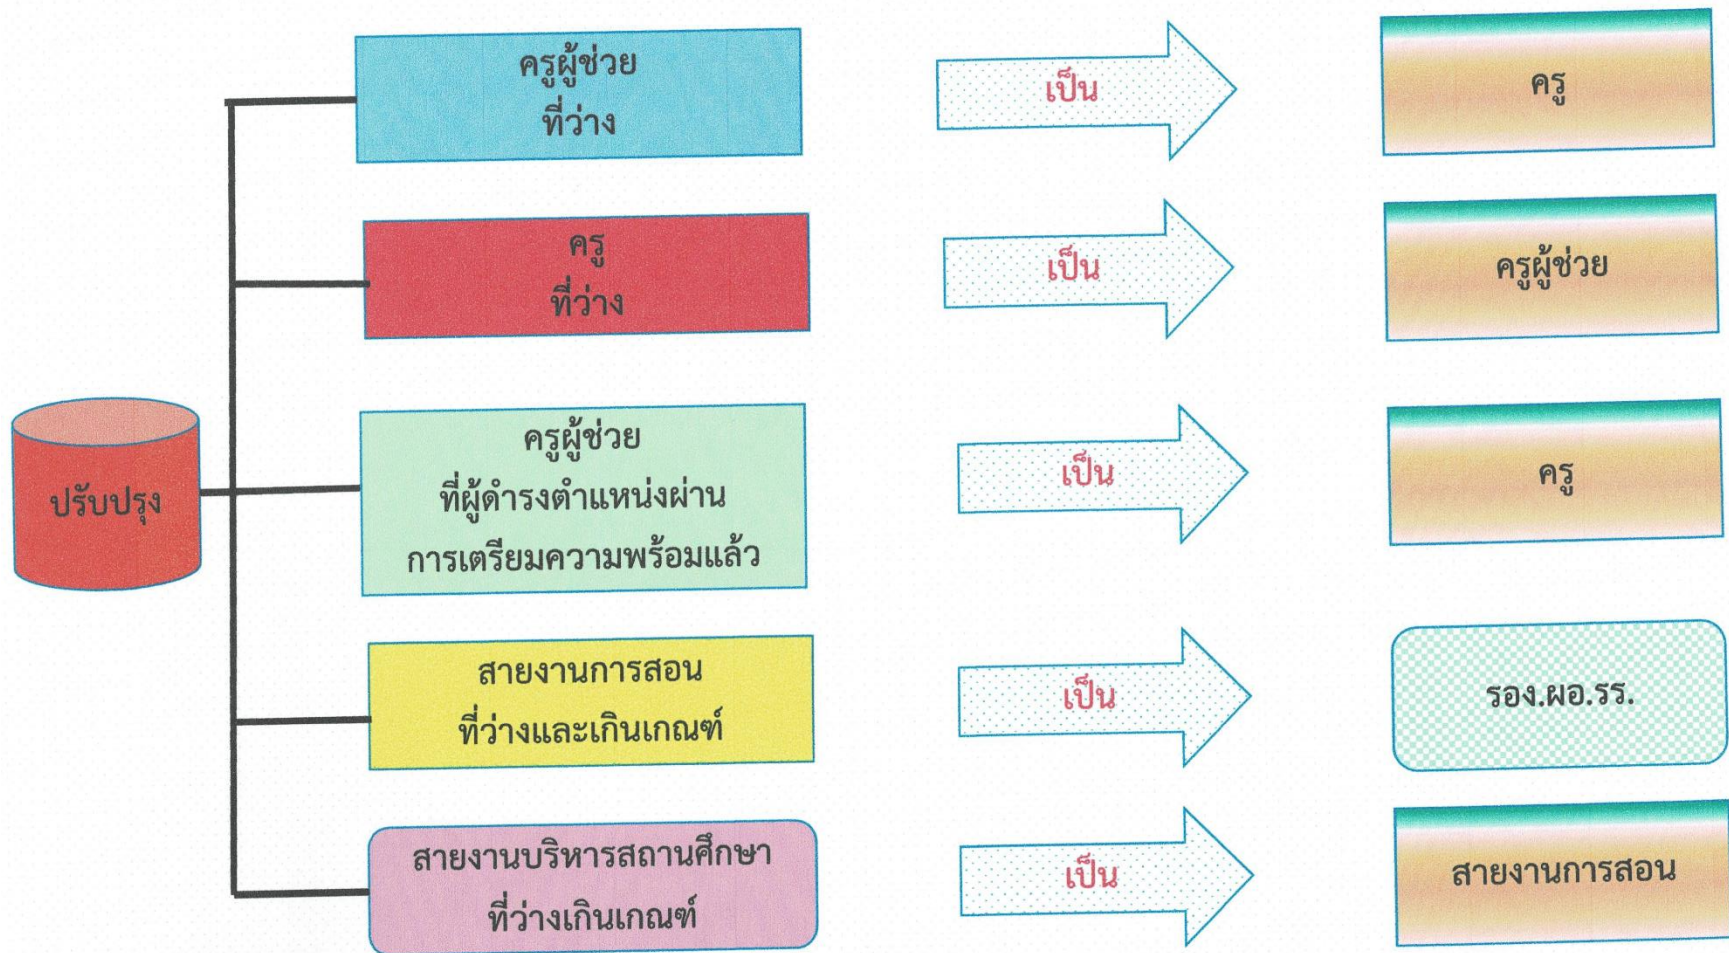 ครูผู้ช่วย
ที่ว่าง
เป็น
ครู
ครู
ที่ว่าง
เป็น
ครูผู้ช่วย
ปรับปรุง
ครูผู้ช่วย
ที่ผู้ดำรงตำแหน่งผ่าน
การเตรียมความพร้อมแล้ว
เป็น
ครู
สายงานการสอน
ที่ว่างและเกินเกณฑ์
เป็น
รอง.ผอ.รร.
สายงานบริหารสถานศึกษา
ที่ว่างเกินเกณฑ์
เป็น
สายงานการสอน